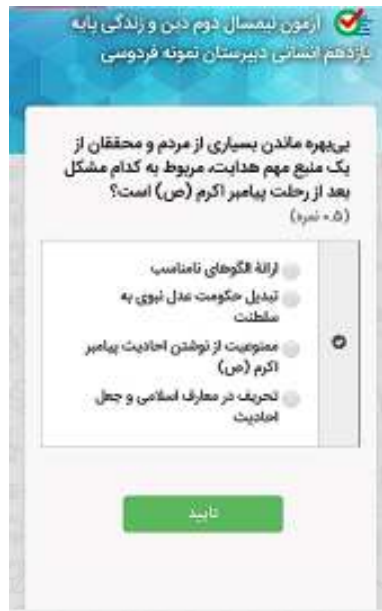 آزمون نیمسال دوم دین و زندگی پایه
یازدهم انسانی دبیرستان نمونه فردوسی
بی‌بهره ماندن بسیاری از مردم و محققان از
یک منبع مهم هدایت، مربوط به کدام مشکل
بعد از رحلت پیامبر اکرم (ص) است؟
(۰.۵ نمره)
ارائهٔ الگوهای نامناسب
تبدیل حکومت عدل نبوی به
سلطنت
ممنوعیت از نوشتن احادیث پیامبر
اکرم (ص)
تحریف در معارف اسلامی و جعل
احادیث
تایید